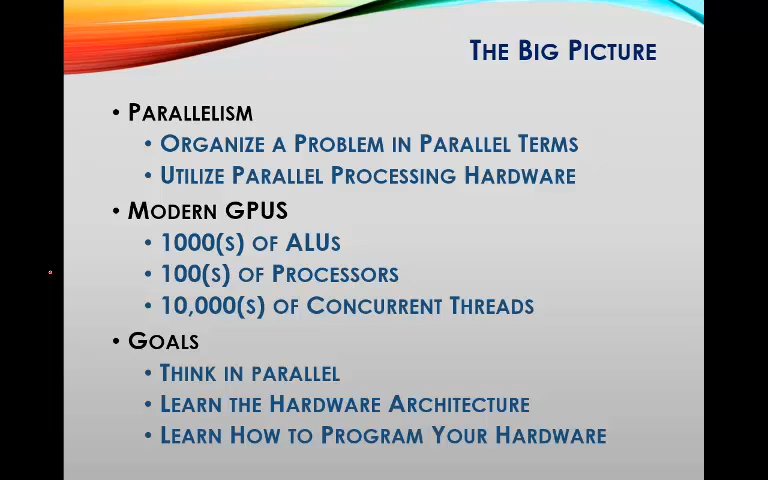 The Big Picture
• Parallelism
• Organize a Problem in Parallel Terms
• Utilize Parallel Processing Hardware
• Modern GPUs
• 1000(s) of ALUs
• 100(s) of Processors
• 10,000(s) of Concurrent Threads
• Goals
• Think in parallel
• Learn the Hardware Architecture
• Learn How to Program Your Hardware